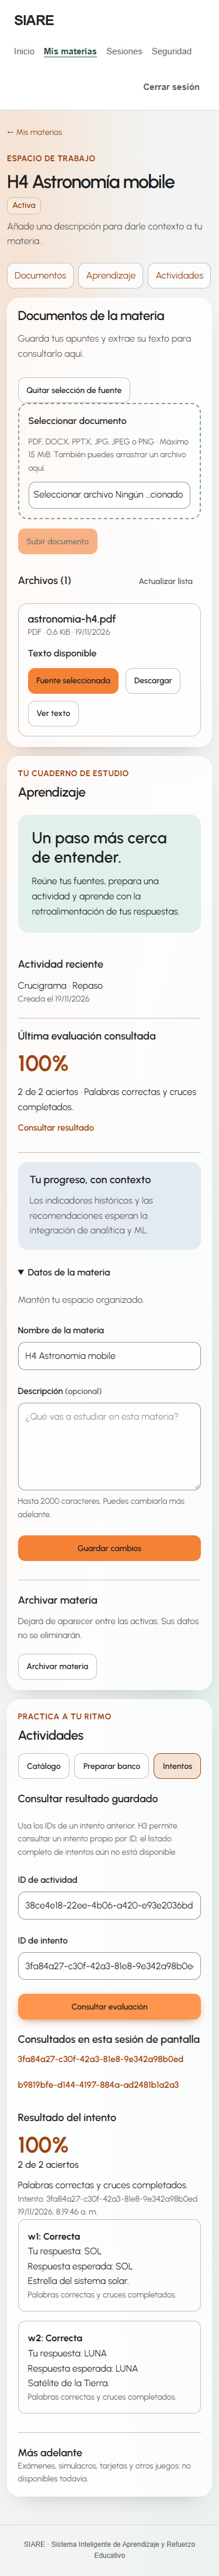 SIARE
Inicio Mis materias Sesiones Seguridad
Cerrar sesión
← Mis materias
ESPACIO DE TRABAJO
H4 Astronomía mobile
Activa
Añade una descripción para darle contexto a tu
materia.
Documentos Aprendizaje Actividades
Documentos de la materia
Guarda tus apuntes y extrae su texto para
consultarlo aquí.
Quitar selección de fuente
Seleccionar documento
PDF, DOCX, PPTX, JPG, JPEG o PNG · Máximo
15 MiB. También puedes arrastrar un archivo
aquí.
Seleccionar archivo Ningún ...cionado
Subir documento
Archivos (1) Actualizar lista
astronomia-h4.pdf
PDF · 0,6 KiB · 19/11/2026
Texto disponible
Fuente seleccionada Descargar
Ver texto
TU CUADERNO DE ESTUDIO
Aprendizaje
Un paso más cerca
de entender.
Reúne tus fuentes, prepara una
actividad y aprende con la
retroalimentación de tus respuestas.
Actividad reciente
Crucigrama · Repaso
Creada el 19/11/2026
Última evaluación consultada
100%
2 de 2 aciertos · Palabras correctas y cruces
completados.
Consultar resultado
Tu progreso, con contexto
Los indicadores históricos y las
recomendaciones esperan la
integración de analítica y ML.
▼ Datos de la materia
Mantén tu espacio organizado.
Nombre de la materia
H4 Astronomía mobile
Descripción (opcional)
¿Qué vas a estudiar en esta materia?
Hasta 2000 caracteres. Puedes cambiarla más
adelante.
Guardar cambios
Archivar materia
Dejará de aparecer entre las activas. Sus datos
no se eliminarán.
Archivar materia
PRACTICA A TU RITMO
Actividades
Catálogo Preparar banco Intentos
Consultar resultado guardado
Usa los IDs de un intento anterior. H3 permite
consultar un intento propio por ID; el listado
completo de intentos aún no está disponible.
ID de actividad
38ce4e18-22ee-4b06-a420-e93e2036bd
ID de intento
3fa84a27-c30f-42a3-81e8-9e342a98b0e
Consultar evaluación
Consultados en esta sesión de pantalla
3fa84a27-c30f-42a3-81e8-9e342a98b0ed
b9819bfe-d144-4197-884a-ad2481b1a2a3
Resultado del intento
100%
2 de 2 aciertos
Palabras correctas y cruces completados.
Intento: 3fa84a27-c30f-42a3-81e8-9e342a98b0ed
19/11/2026, 8:19:46 a. m.
w1: Correcta
Tu respuesta: SOL
Respuesta esperada: SOL
Estrella del sistema solar.
Palabras correctas y cruces completados.
w2: Correcta
Tu respuesta: LUNA
Respuesta esperada: LUNA
Satélite de la Tierra.
Palabras correctas y cruces completados.
Más adelante
Exámenes, simulacros, tarjetas y otros juegos: no
disponibles todavía.
SIARE · Sistema Inteligente de Aprendizaje y Refuerzo
Educativo